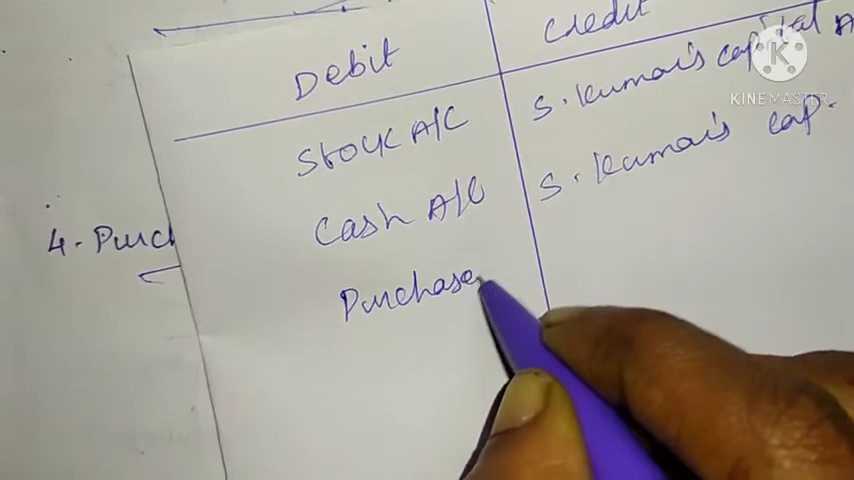 Debit Credit
Stock A/C S. Kumar's capital A
Cash A/C S. Kumar's cap.
4. Purch
Purchase
KINEMASTER